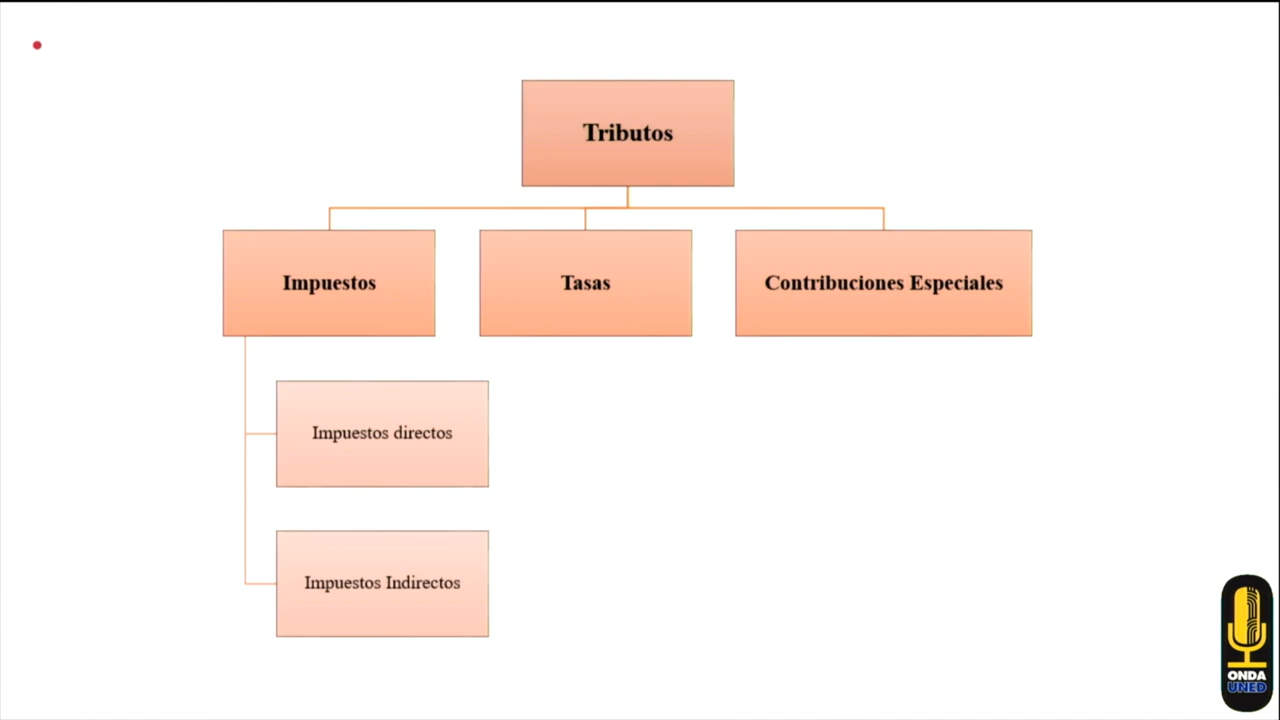 Tributos
Impuestos
Tasas
Contribuciones Especiales
Impuestos directos
Impuestos Indirectos
ONDA
UNED